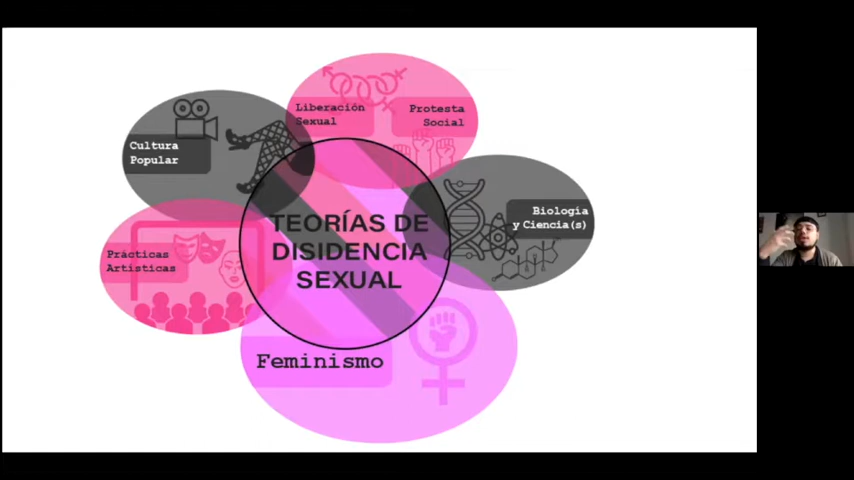 Liberación
Sexual
Protesta
Social
Cultura
Popular
Biología
y Ciencia(s)
TEORÍAS DE
DISIDENCIA
SEXUAL
Prácticas
Artísticas
Feminismo